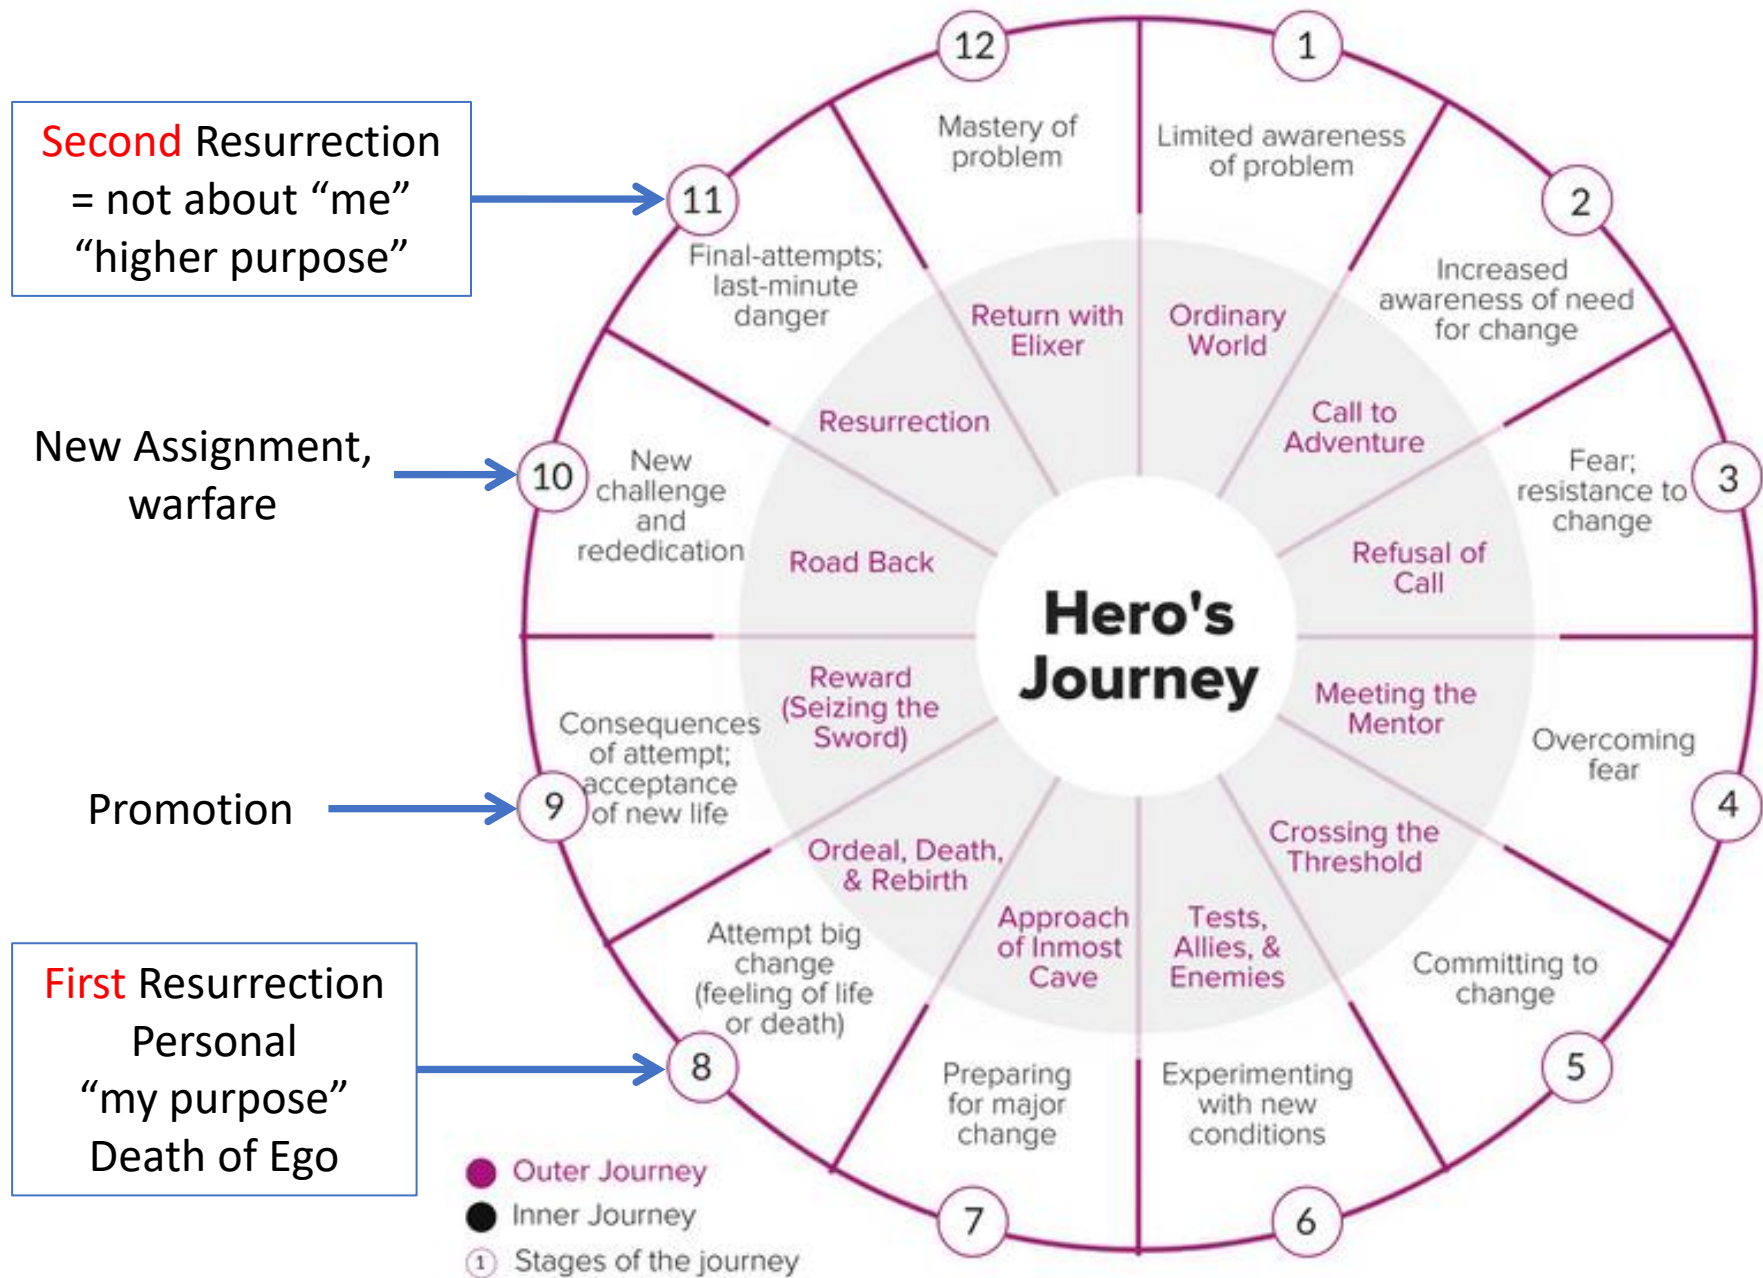 Second Resurrection
= not about “me”
“higher purpose”
New Assignment,
warfare
Promotion
First Resurrection
Personal
“my purpose”
Death of Ego
Hero's
Journey
1
Limited awareness
of problem
Ordinary
World
2
Increased
awareness of need
for change
Call to
Adventure
3
Fear;
resistance to
change
Refusal of
Call
4
Overcoming
fear
Meeting the
Mentor
5
Committing to
change
Crossing the
Threshold
6
Experimenting
with new
conditions
Tests,
Allies, &
Enemies
7
Preparing
for major
change
Approach
of Inmost
Cave
8
Attempt big
change
(feeling of life
or death)
Ordeal, Death,
& Rebirth
9
Consequences
of attempt;
acceptance
of new life
Reward
(Seizing the
Sword)
10
New
challenge
and
rededication
Road Back
11
Final-attempts;
last-minute
danger
Resurrection
12
Mastery of
problem
Return with
Elixer
Outer Journey
Inner Journey
1 Stages of the journey